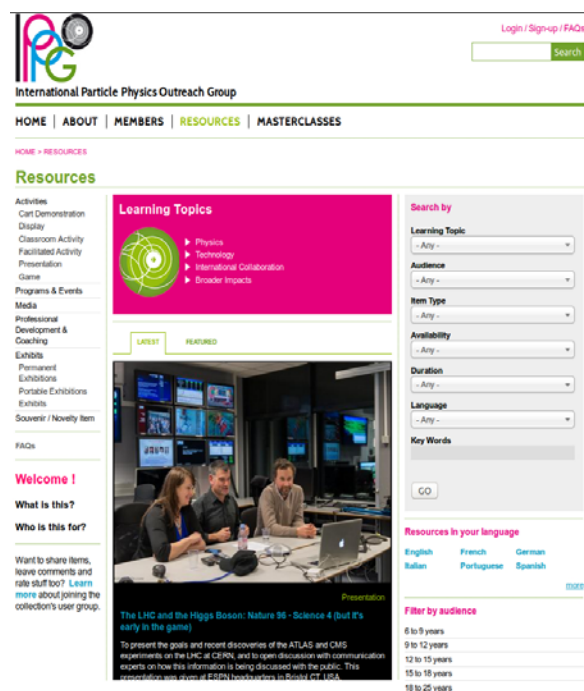 IPPOG
Login / Sign-up / FAQs
Search
International Particle Physics Outreach Group
HOME | ABOUT | MEMBERS | RESOURCES | MASTERCLASSES
HOME > RESOURCES
Resources
Activities
Cart Demonstration
Display
Classroom Activity
Facilitated Activity
Presentation
Game
Programs & Events
Media
Professional
Development &
Coaching
Exhibits
Permanent
Exhibitions
Portable Exhibitions
Exhibits
Souvenir / Novelty Item
FAQs
Welcome !
What is this?
Who is this for?
Want to share items,
leave comments and
rate stuff too? Learn
more about joining the
collection's user group.
Learning Topics
Physics
Technology
International Collaboration
Broader Impacts
LATEST FEATURED
Presentation
The LHC and the Higgs Boson: Nature 96 - Science 4 (but it's
early in the game)
To present the goals and recent discoveries of the ATLAS and CMS
experiments on the LHC at CERN, and to open discussion with communication
experts on how this information is being discussed with the public. This
presentation was given at ESPN headquarters in Bristol CT, USA.
Search by
Learning Topic
- Any -
Audience
- Any -
Item Type
- Any -
Availability
- Any -
Duration
- Any -
Language
- Any -
Key Words
GO
Resources in your language
English French German
Italian Portuguese Spanish
more
Filter by audience
6 to 9 years
9 to 12 years
12 to 15 years
15 to 18 years
18 to 25 years